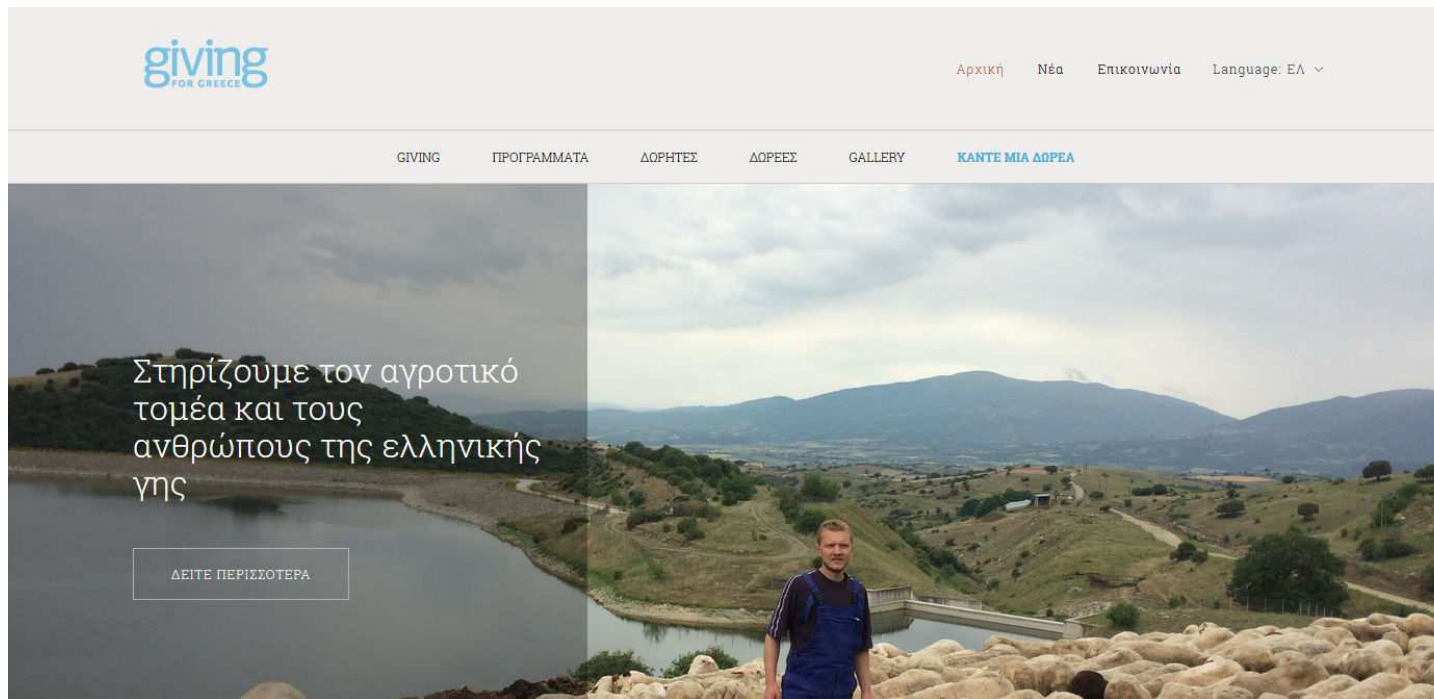 giving
FOR GREECE
Αρχική Νέα Επικοινωνία Language: ΕΛ
GIVING ΠΡΟΓΡΑΜΜΑΤΑ ΔΩΡΗΤΕΣ ΔΩΡΕΕΣ GALLERY ΚΑΝΤΕ ΜΙΑ ΔΩΡΕΑ
Στηρίζουμε τον αγροτικό
τομέα και τους
ανθρώπους της ελληνικής
γης
ΔΕΙΤΕ ΠΕΡΙΣΣΟΤΕΡΑ